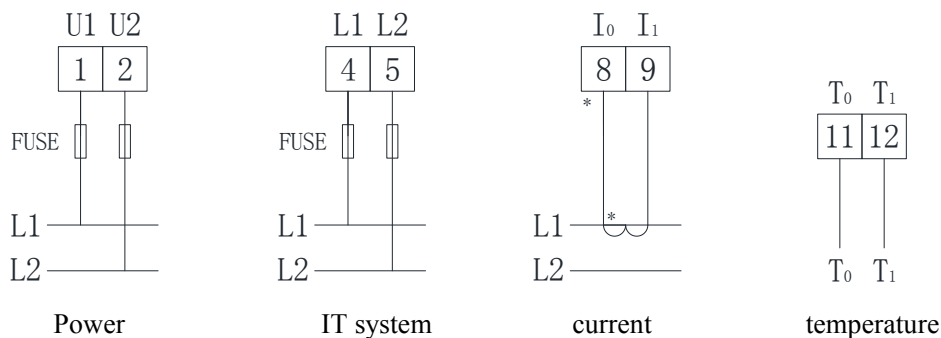 U1 U2
1 2
FUSE
L1
L2
Power
L1 L2
4 5
FUSE
L1
L2
IT system
I₀ I₁
8 9
*
*
L1
L2
current
T₀ T₁
11 12
T₀ T₁
temperature